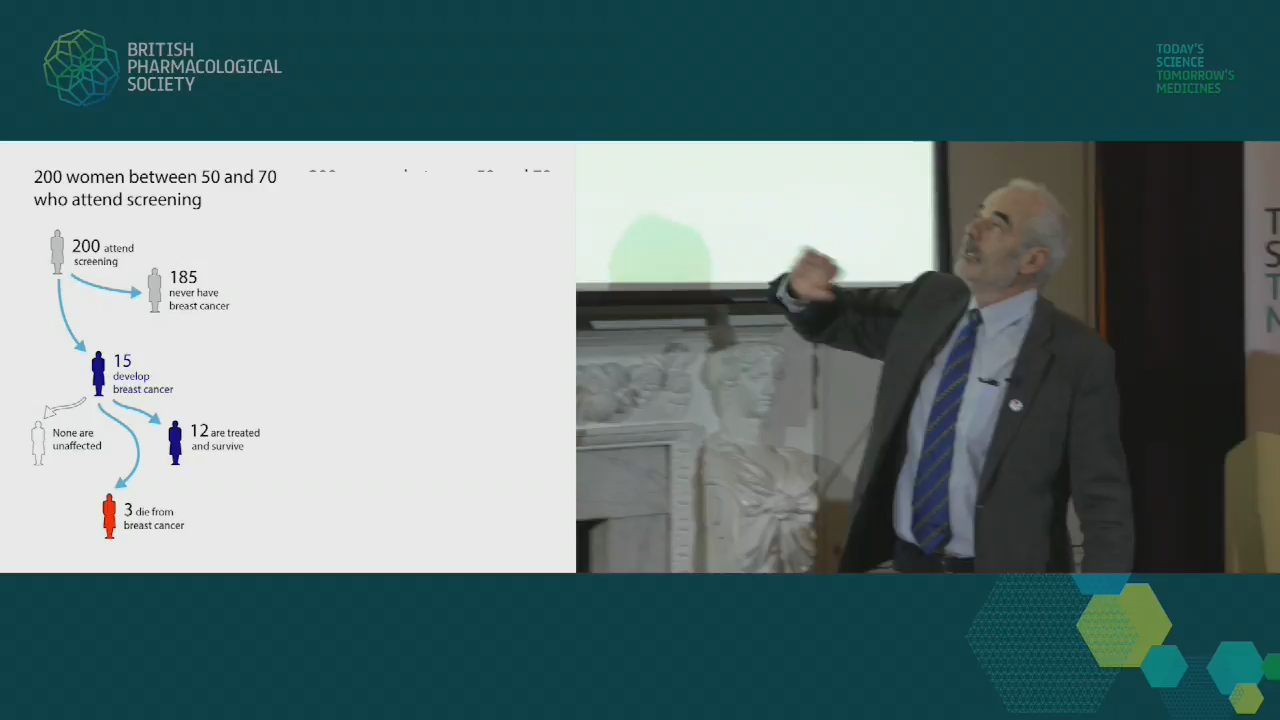 BRITISH
PHARMACOLOGICAL
SOCIETY
TODAY'S
SCIENCE
TOMORROW'S
MEDICINES
200 women between 50 and 70
who attend screening
200 attend
screening
185
never have
breast cancer
15
develop
breast cancer
None are
unaffected
12 are treated
and survive
3 die from
breast cancer
T
S
T
M